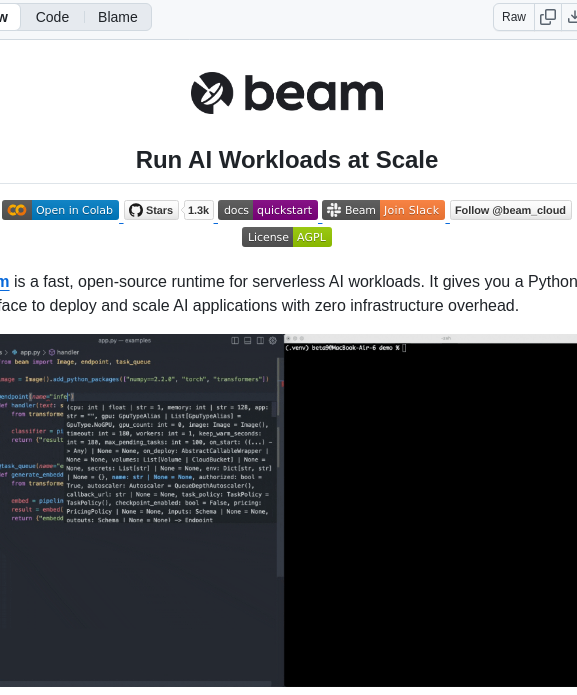 w Code Blame Raw
beam
Run AI Workloads at Scale
Open in Colab Stars 1.3k docs quickstart Beam Join Slack Follow @beam_cloud
License AGPL
m is a fast, open-source runtime for serverless AI workloads. It gives you a Python
face to deploy and scale AI applications with zero infrastructure overhead.
app.py — examples
s > app.py > handler
rom beam import Image, endpoint, task_queue
mage = Image().add_python_packages(["numpy==2.2.0", "torch", "transformers"])
endpoint(name="infe")
ef handler(text: s
from transforme
classifier = pi
return {"result
(cpu: int | float | str = 1, memory: int | str = 128, app:
str = "", gpu: GpuTypeAlias | List[GpuTypeAlias] =
GpuType.NoGPU, gpu_count: int = 0, image: Image = Image(),
timeout: int = 180, workers: int = 1, keep_warm_seconds:
int = 180, max_pending_tasks: int = 100, on_start: ((...) —
> Any) | None = None, on_deploy: AbstractCallableWrapper |
None = None, volumes: List[Volume | CloudBucket] | None =
None, secrets: List[str] | None = None, env: Dict[str, str]
| None = {}, name: str | None = None, authorized: bool =
True, autoscaler: Autoscaler = QueueDepthAutoscaler(),
callback_url: str | None = None, task_policy: TaskPolicy =
TaskPolicy(), checkpoint_enabled: bool = False, pricing:
PricingPolicy | None = None, inputs: Schema | None = None,
outputs: Schema | None = None) —> Endpoint
@task_queue(name="e
ef generate_embedd
from transforme
embed = pipelin
result = embed(
return {"embedd
(.venv) beta90MacBook-Air-6 demo %